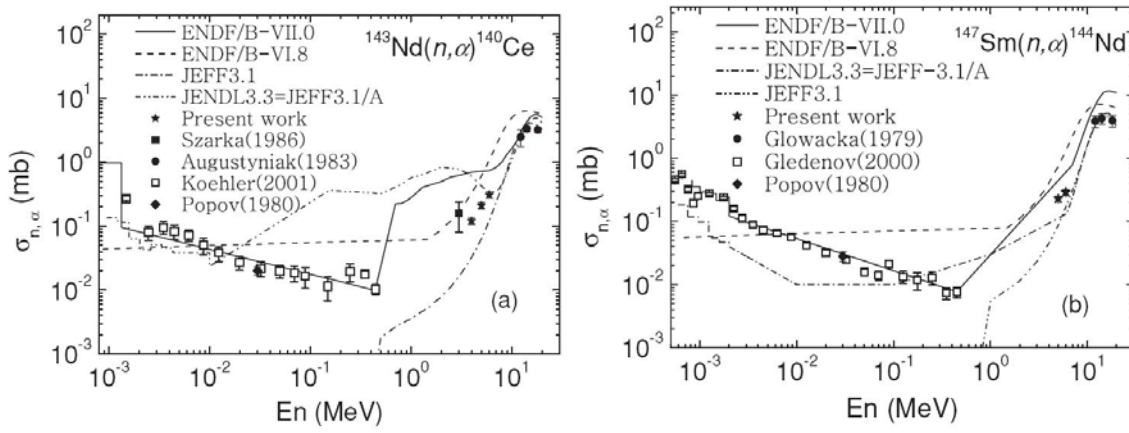 10²
10¹
10⁰
10⁻¹
10⁻²
10⁻³
σn,α (mb)
ENDF/B-VII.0
ENDF/B-VI.8
JEFF3.1
JENDL3.3=JEFF3.1/A
Present work
Szarka(1986)
Augustyniak(1983)
Koehler(2001)
Popov(1980)
¹⁴³Nd(n,α)¹⁴⁰Ce
(a)
10⁻³ 10⁻² 10⁻¹ 10⁰ 10¹
En (MeV)
10²
10¹
10⁰
10⁻¹
10⁻²
10⁻³
σn,α (mb)
ENDF/B-VII.0
ENDF/B-VI.8
JENDL3.3=JEFF-3.1/A
JEFF3.1
Present work
Glowacka(1979)
Gledenov(2000)
Popov(1980)
¹⁴⁷Sm(n,α)¹⁴⁴Nd
(b)
10⁻³ 10⁻² 10⁻¹ 10⁰ 10¹
En (MeV)